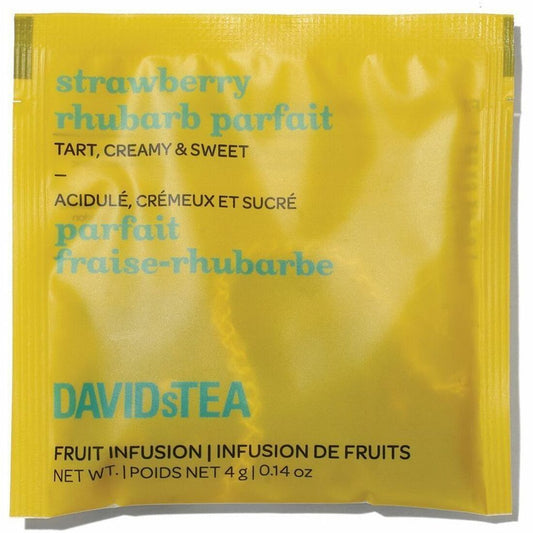 strawberry
rhubarb parfait
TART, CREAMY & SWEET
–
ACIDULÉ, CRÉMEUX ET SUCRÉ
parfait
fraise-rhubarbe
DAVIDsTEA
FRUIT INFUSION | INFUSION DE FRUITS
NET WT. | POIDS NET 4 g | 0.14 oz